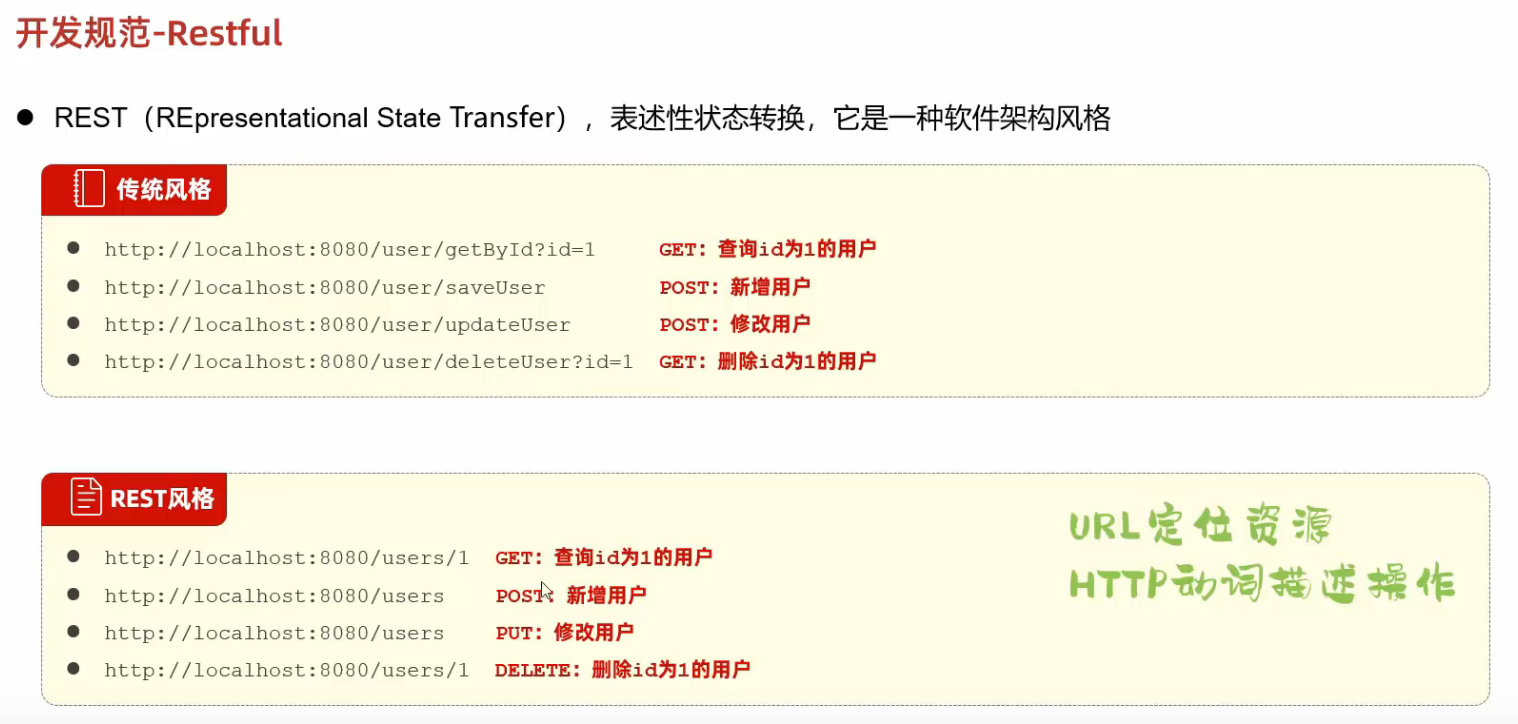 开发规范-Restful
● REST（REpresentational State Transfer），表述性状态转换，它是一种软件架构风格
传统风格
● http://localhost:8080/user/getById?id=1 GET：查询id为1的用户
● http://localhost:8080/user/saveUser POST：新增用户
● http://localhost:8080/user/updateUser POST：修改用户
● http://localhost:8080/user/deleteUser?id=1 GET：删除id为1的用户
REST风格
URL定位资源
HTTP动词描述操作
● http://localhost:8080/users/1 GET：查询id为1的用户
● http://localhost:8080/users POST：新增用户
● http://localhost:8080/users PUT：修改用户
● http://localhost:8080/users/1 DELETE：删除id为1的用户